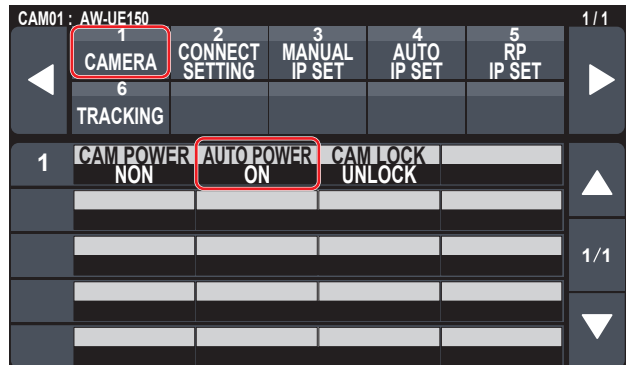 CAM01 : AW-UE150 1/1
1 2 3 4 5
CAMERA CONNECT SETTING MANUAL IP SET AUTO IP SET RP IP SET
6
TRACKING
1 CAM POWER AUTO POWER CAM LOCK
NON ON UNLOCK
1/1